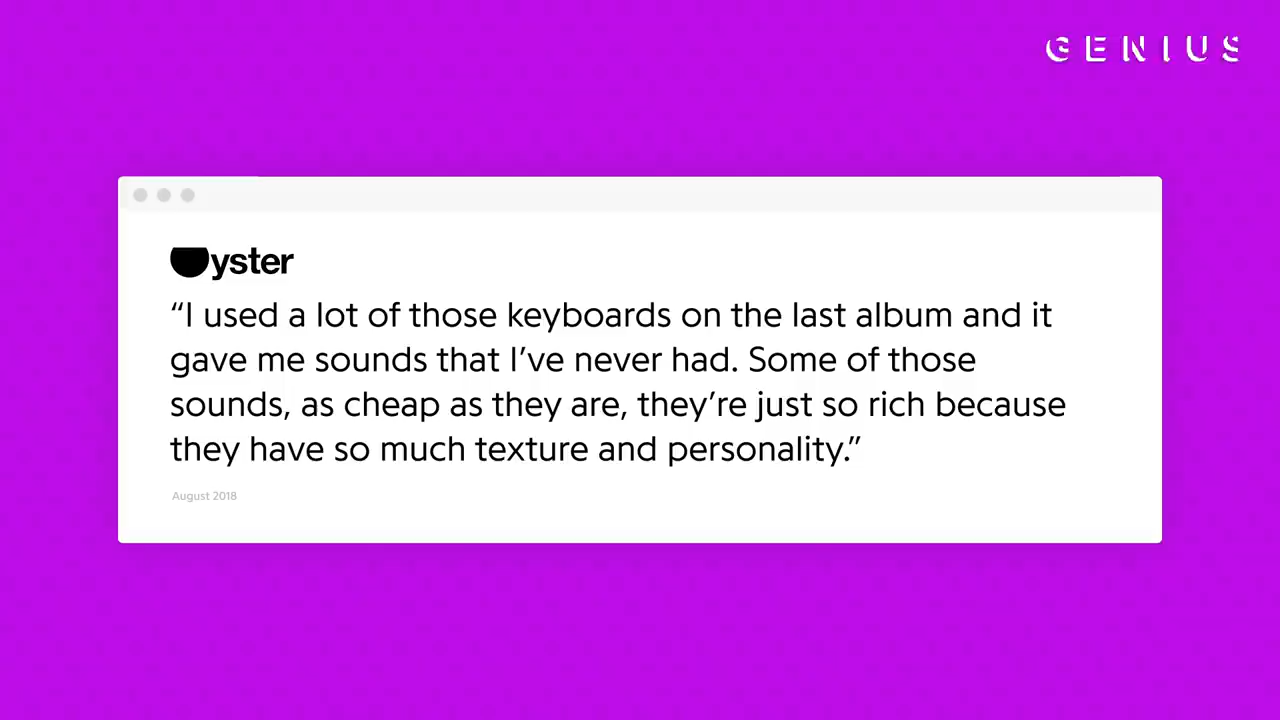 GENIUS
Oyster
“I used a lot of those keyboards on the last album and it
gave me sounds that I’ve never had. Some of those
sounds, as cheap as they are, they’re just so rich because
they have so much texture and personality.”
August 2018